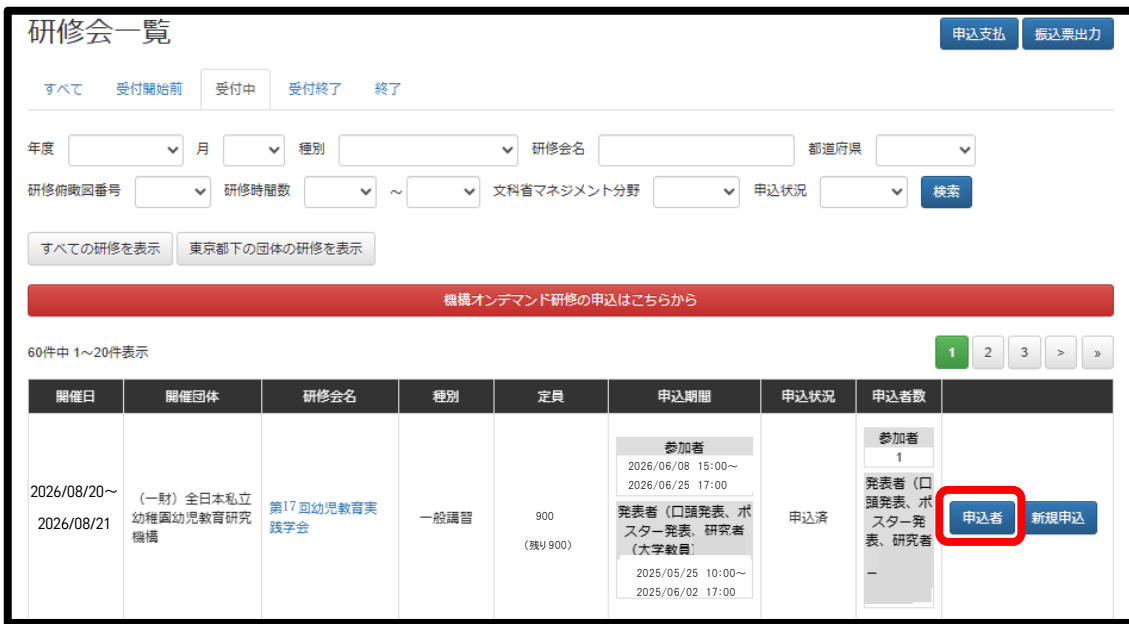 研修会一覧
申込支払 振込票出力
すべて 受付開始前 受付中 受付終了 終了
年度 月 種別 研修会名 都道府県
研修俯瞰図番号 研修時間数 ～ 文科省マネジメント分野 申込状況 検索
すべての研修を表示 東京都下の団体の研修を表示
機構オンデマンド研修の申込はこちらから
60件中 1～20件表示
1 2 3 > »
開催日 開催団体 研修会名 種別 定員 申込期間 申込状況 申込者数
2026/08/20～
2026/08/21
（一財）全日本私立
幼稚園幼児教育研究
機構
第17回幼児教育実
践学会
一般講習
900
（残り900）
参加者
2026/06/08 15:00～
2026/06/25 17:00
発表者（口頭発表、ポ
スター発表、研究者
（大学教員）
2025/05/25 10:00～
2025/06/02 17:00
申込済
参加者
1
発表者（口
頭発表、ポ
スター発
表、研究者
－
申込者 新規申込